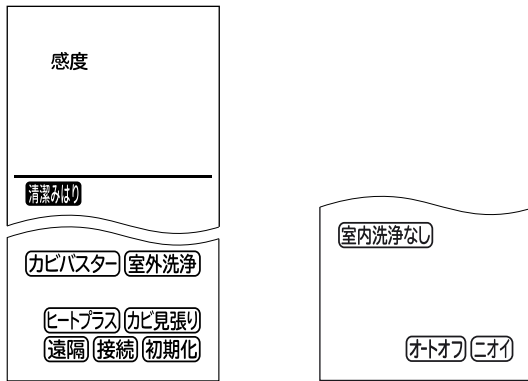 感度
清潔みはり
カビバスター 室外洗浄
ヒートプラス カビ見張り
遠隔 接続 初期化
室内洗浄なし
オートオフ ニオイ